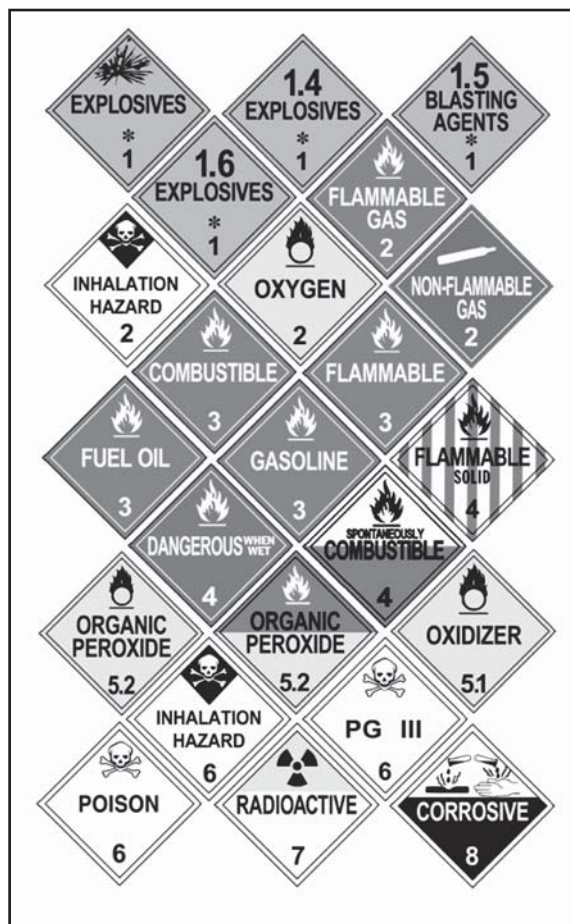 EXPLOSIVES
*
1
1.4
EXPLOSIVES
*
1
1.5
BLASTING
AGENTS
*
1
1.6
EXPLOSIVES
*
1
FLAMMABLE
GAS
2
INHALATION
HAZARD
2
OXYGEN
2
NON-FLAMMABLE
GAS
2
COMBUSTIBLE
3
FLAMMABLE
3
FUEL OIL
3
GASOLINE
3
FLAMMABLE
SOLID
4
DANGEROUS WHEN
WET
4
SPONTANEOUSLY
COMBUSTIBLE
4
ORGANIC
PEROXIDE
5.2
ORGANIC
PEROXIDE
5.2
OXIDIZER
5.1
INHALATION
HAZARD
6
PG III
6
POISON
6
RADIOACTIVE
7
CORROSIVE
8